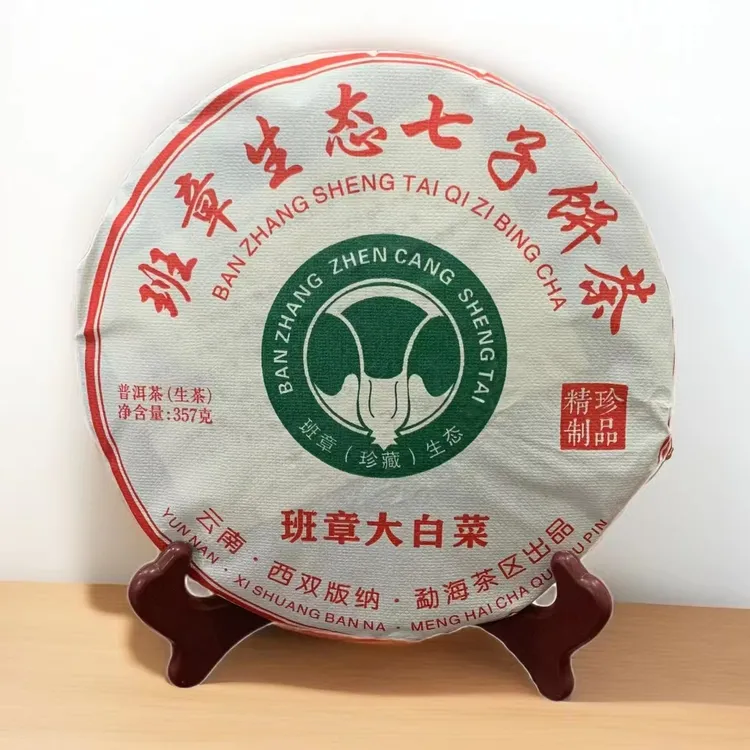 班章生态七子饼茶
BAN ZHANG SHENG TAI QI ZI BING CHA
BAN ZHANG ZHEN CANG SHENG TAI
班章（珍藏）生态
普洱茶（生茶）
净含量:357克
精珍
制品
班章大白菜
云南·西双版纳·勐海茶区出品
YUN NAN · XI SHUANG BAN NA · MENG HAI CHA QU PIN